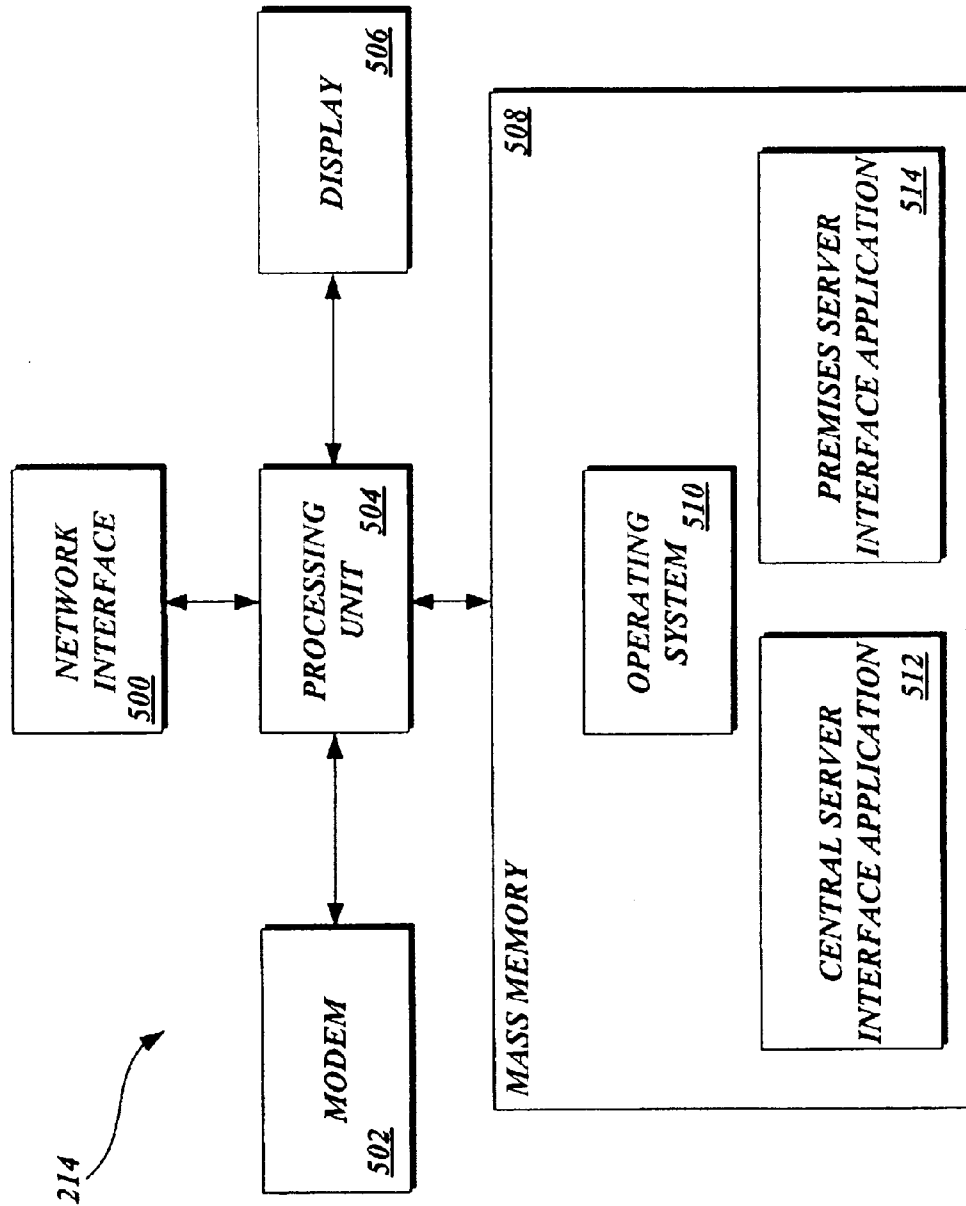 214
NETWORK
INTERFACE
500
MODEM
502
PROCESSING
UNIT
504
DISPLAY
506
MASS MEMORY
508
OPERATING
SYSTEM
510
CENTRAL SERVER
INTERFACE APPLICATION
512
PREMISES SERVER
INTERFACE APPLICATION
514